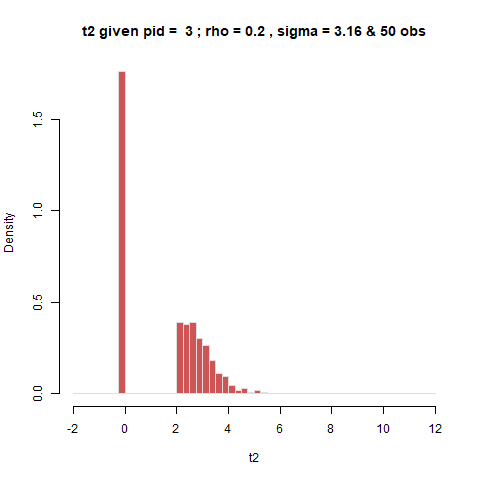 t2 given pid =  3 ; rho = 0.2 , sigma = 3.16 & 50 obs
Density
1.5
1.0
0.5
0.0
-2 0 2 4 6 8 10 12
t2